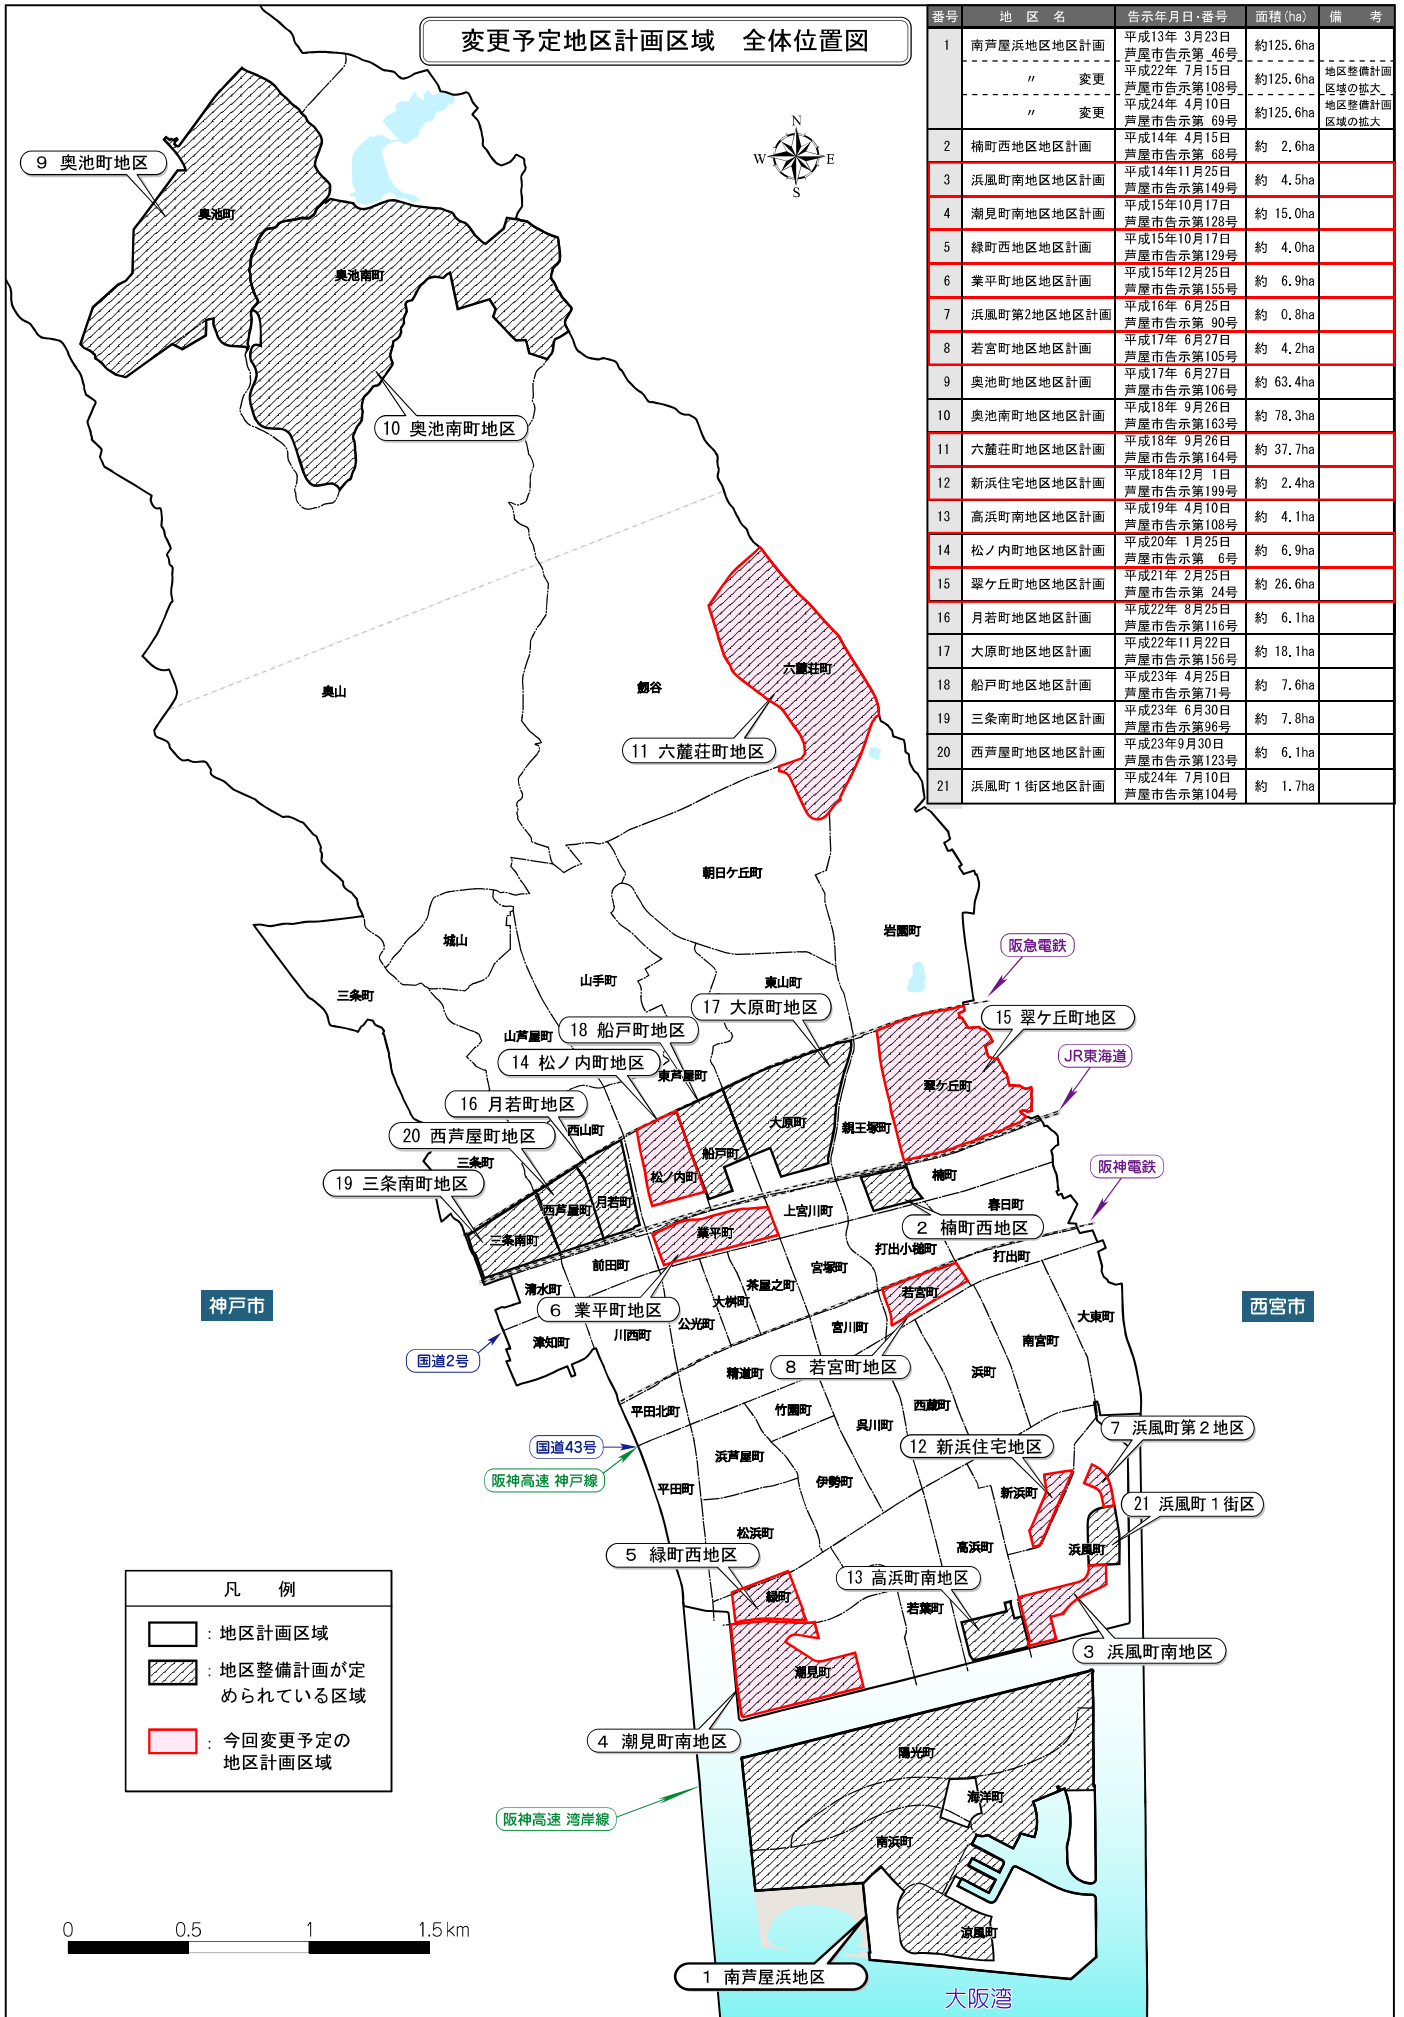 変更予定地区計画区域 全体位置図
番号 地区名 告示年月日・番号 面積(ha) 備考
1 南芦屋浜地区地区計画 平成13年 3月23日 芦屋市告示第 46号 約125.6ha
〃 変更 平成22年 7月15日 芦屋市告示第108号 約125.6ha 地区整備計画区域の拡大
〃 変更 平成24年 4月10日 芦屋市告示第 69号 約125.6ha 地区整備計画区域の拡大
2 楠町西地区地区計画 平成14年 4月15日 芦屋市告示第 68号 約 2.6ha
3 浜風町南地区地区計画 平成14年11月25日 芦屋市告示第149号 約 4.5ha
4 潮見町南地区地区計画 平成15年10月17日 芦屋市告示第128号 約 15.0ha
5 緑町西地区地区計画 平成15年10月17日 芦屋市告示第129号 約 4.0ha
6 業平町地区地区計画 平成15年12月25日 芦屋市告示第155号 約 6.9ha
7 浜風町第2地区地区計画 平成16年 6月25日 芦屋市告示第 90号 約 0.8ha
8 若宮町地区地区計画 平成17年 6月27日 芦屋市告示第105号 約 4.2ha
9 奥池町地区地区計画 平成17年 6月27日 芦屋市告示第106号 約 63.4ha
10 奥池南町地区地区計画 平成18年 9月26日 芦屋市告示第163号 約 78.3ha
11 六麓荘町地区地区計画 平成18年 9月26日 芦屋市告示第164号 約 37.7ha
12 新浜住宅地区地区計画 平成18年12月 1日 芦屋市告示第199号 約 2.4ha
13 高浜町南地区地区計画 平成19年 4月10日 芦屋市告示第108号 約 4.1ha
14 松ノ内町地区地区計画 平成20年 1月25日 芦屋市告示第 6号 約 6.9ha
15 翠ケ丘町地区地区計画 平成21年 2月25日 芦屋市告示第 24号 約 26.6ha
16 月若町地区地区計画 平成22年 8月25日 芦屋市告示第116号 約 6.1ha
17 大原町地区地区計画 平成22年11月22日 芦屋市告示第156号 約 18.1ha
18 船戸町地区地区計画 平成23年 4月25日 芦屋市告示第71号 約 7.6ha
19 三条南町地区地区計画 平成23年 6月30日 芦屋市告示第96号 約 7.8ha
20 西芦屋町地区地区計画 平成23年9月30日 芦屋市告示第123号 約 6.1ha
21 浜風町1街区地区計画 平成24年 7月10日 芦屋市告示第104号 約 1.7ha
N
W
E
S
9 奥池町地区
奥池町
奥池南町
10 奥池南町地区
六麓荘町
奥山
劔谷
11 六麓荘町地区
朝日ケ丘町
岩園町
城山
阪急電鉄
山手町
東山町
三条町
17 大原町地区
15 翠ケ丘町地区
山芦屋町
18 船戸町地区
14 松ノ内町地区
JR東海道
東芦屋町
翠ケ丘町
16 月若町地区
大原町
親王塚町
西山町
20 西芦屋町地区
船戸町
三条町
阪神電鉄
松ノ内町
楠町
19 三条南町地区
月若町
春日町
西芦屋町
上宮川町
2 楠町西地区
業平町
三条南町
打出小槌町
打出町
前田町
宮塚町
茶屋之町
清水町
若宮町
神戸市
西宮市
大桝町
6 業平町地区
公光町
大東町
津知町
川西町
宮川町
南宮町
国道2号
8 若宮町地区
精道町
浜町
西蔵町
平田北町
竹園町
呉川町
7 浜風町第2地区
国道43号
12 新浜住宅地区
浜芦屋町
阪神高速 神戸線
平田町
伊勢町
新浜町
21 浜風町1街区
松浜町
高浜町
浜風町
5 緑町西地区
13 高浜町南地区
緑町
若葉町
凡例
: 地区計画区域
: 地区整備計画が定
められている区域
: 今回変更予定の
地区計画区域
3 浜風町南地区
潮見町
4 潮見町南地区
陽光町
海洋町
阪神高速 湾岸線
南浜町
涼風町
0 0.5 1 1.5km
1 南芦屋浜地区
大阪湾